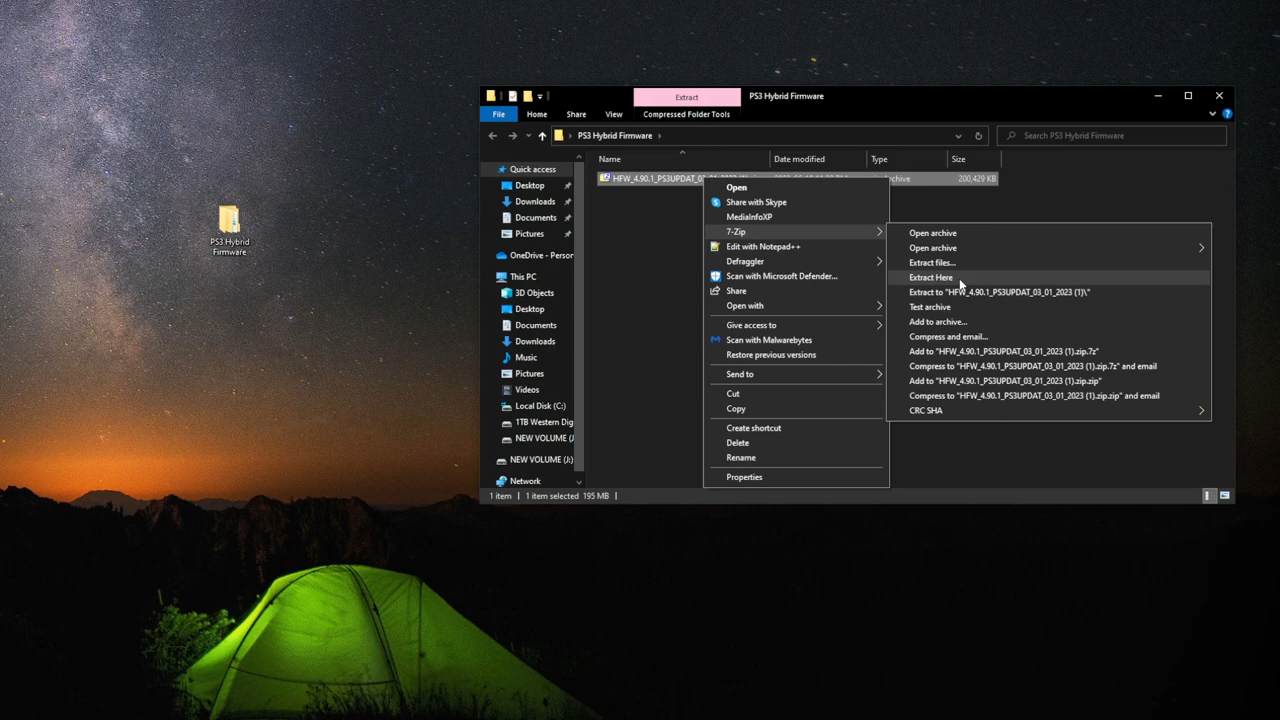 PS3 Hybrid
Firmware
Extract
PS3 Hybrid Firmware
File
Home
Share
View
Compressed Folder Tools
PS3 Hybrid Firmware
Search PS3 Hybrid Firmware
Name
Date modified
Type
Size
HFW_4.90.1_PS3UPDAT_03_01_2023
200,429 KB
Quick access
Desktop
Downloads
Documents
Pictures
OneDrive - Person
This PC
3D Objects
Desktop
Documents
Downloads
Music
Pictures
Videos
Local Disk (C:)
1TB Western Dig
NEW VOLUME (J
NEW VOLUME (J:)
Network
Open
Share with Skype
MediaInfoXP
7-Zip
Edit with Notepad++
Defraggler
Scan with Microsoft Defender...
Share
Open with
Give access to
Scan with Malwarebytes
Restore previous versions
Send to
Cut
Copy
Create shortcut
Delete
Rename
Properties
Open archive
Open archive
Extract files...
Extract Here
Extract to "HFW_4.90.1_PS3UPDAT_03_01_2023 (1)\"
Test archive
Add to archive...
Compress and email...
Add to "HFW_4.90.1_PS3UPDAT_03_01_2023 (1).zip.7z"
Compress to "HFW_4.90.1_PS3UPDAT_03_01_2023 (1).zip.7z" and email
Add to "HFW_4.90.1_PS3UPDAT_03_01_2023 (1).zip.zip"
Compress to "HFW_4.90.1_PS3UPDAT_03_01_2023 (1).zip.zip" and email
CRC SHA
1 item
1 item selected 195 MB